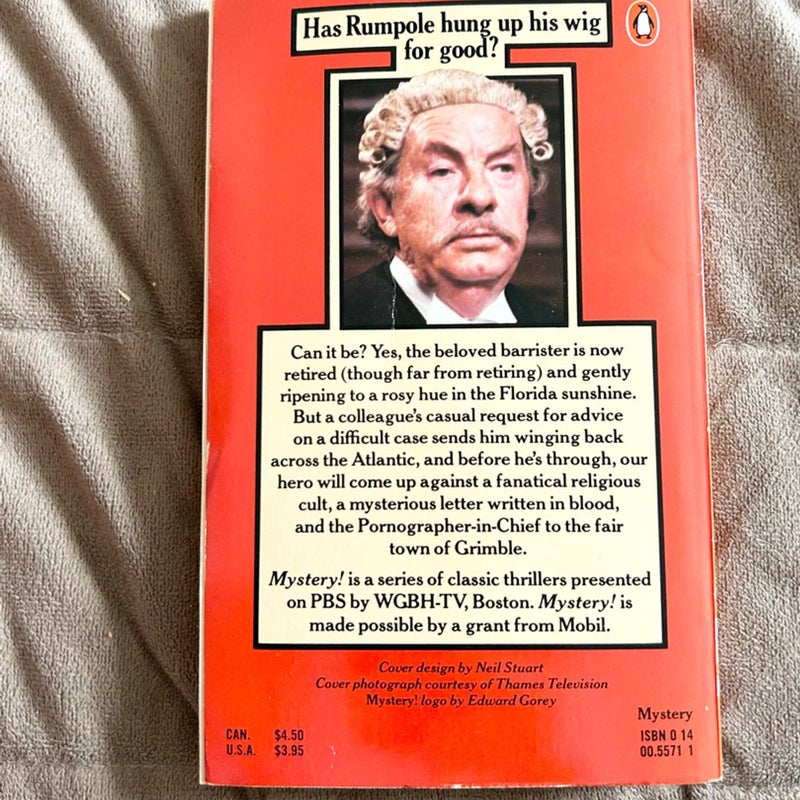 Has Rumpole hung up his wig
for good?
Can it be? Yes, the beloved barrister is now
retired (though far from retiring) and gently
ripening to a rosy hue in the Florida sunshine.
But a colleague's casual request for advice
on a difficult case sends him winging back
across the Atlantic, and before he's through, our
hero will come up against a fanatical religious
cult, a mysterious letter written in blood,
and the Pornographer-in-Chief to the fair
town of Grimble.
Mystery! is a series of classic thrillers presented
on PBS by WGBH-TV, Boston. Mystery! is
made possible by a grant from Mobil.
Cover design by Neil Stuart
Cover photograph courtesy of Thames Television
Mystery! logo by Edward Gorey
Mystery
CAN. $4.50
U.S.A. $3.95
ISBN 0 14
00.5571 1